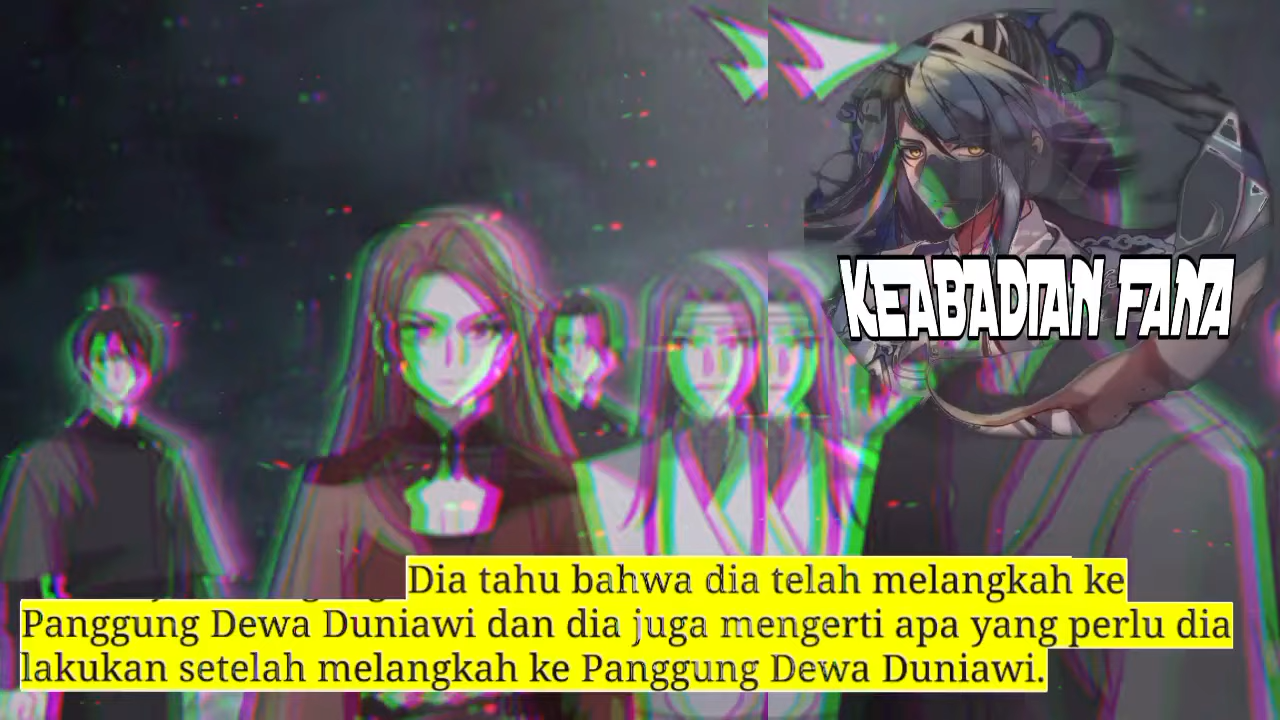 KEABADIAN FANA
Dia tahu bahwa dia telah melangkah ke
Panggung Dewa Duniawi dan dia juga mengerti apa yang perlu dia
lakukan setelah melangkah ke Panggung Dewa Duniawi.